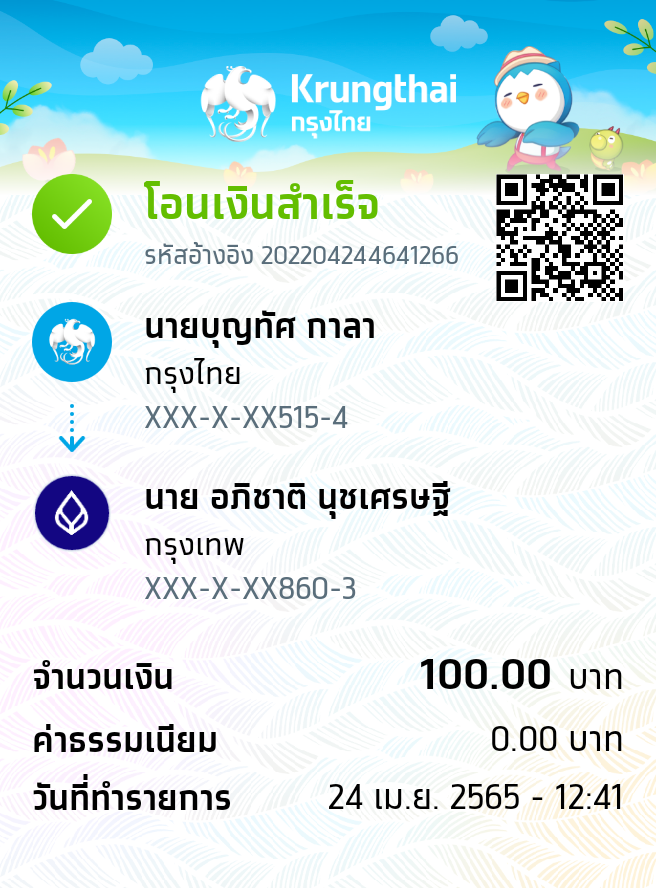 Krungthai
กรุงไทย
โอนเงินสำเร็จ
รหัสอ้างอิง 202204244641266
นายบุญทัศ กาลา
กรุงไทย
XXX-X-XX515-4
นาย อภิชาติ นุชเศรษฐี
กรุงเทพ
XXX-X-XX860-3
จำนวนเงิน 100.00 บาท
ค่าธรรมเนียม 0.00 บาท
วันที่ทำรายการ 24 เม.ย. 2565 - 12:41